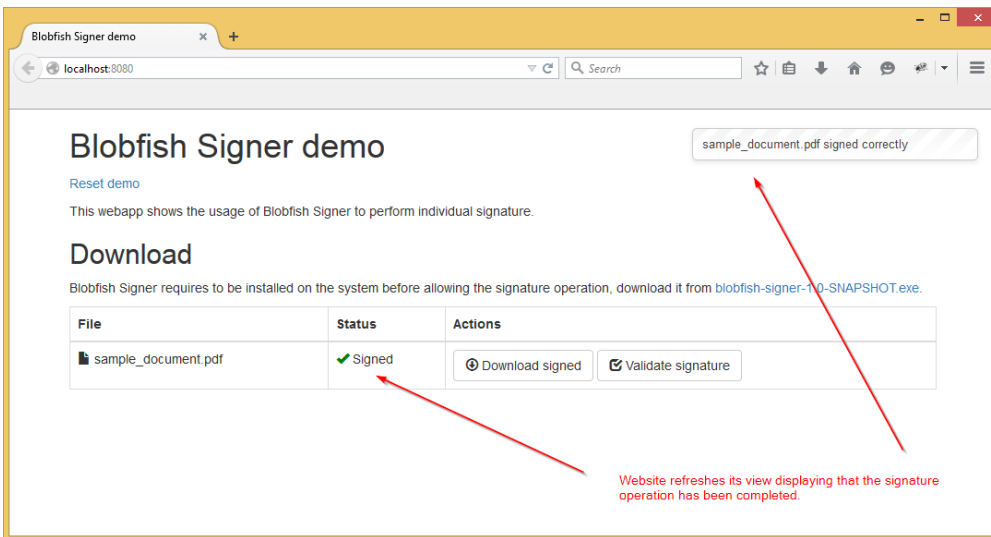 Blobfish Signer demo
localhost:8080
Search
Blobfish Signer demo
sample_document.pdf signed correctly
Reset demo
This webapp shows the usage of Blobfish Signer to perform individual signature.
Download
Blobfish Signer requires to be installed on the system before allowing the signature operation, download it from blobfish-signer-1.0-SNAPSHOT.exe.
File Status Actions
sample_document.pdf Signed Download signed Validate signature
Website refreshes its view displaying that the signature
operation has been completed.